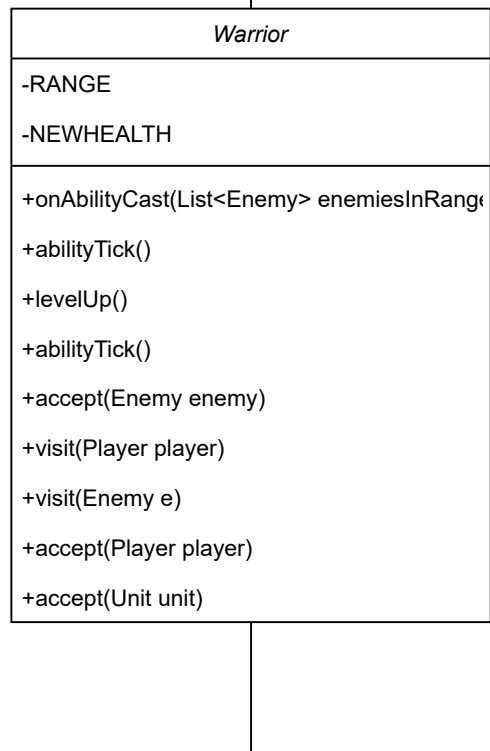 Warrior
-RANGE
-NEWHEALTH
+onAbilityCast(List<Enemy> enemiesInRange
+abilityTick()
+levelUp()
+abilityTick()
+accept(Enemy enemy)
+visit(Player player)
+visit(Enemy e)
+accept(Player player)
+accept(Unit unit)